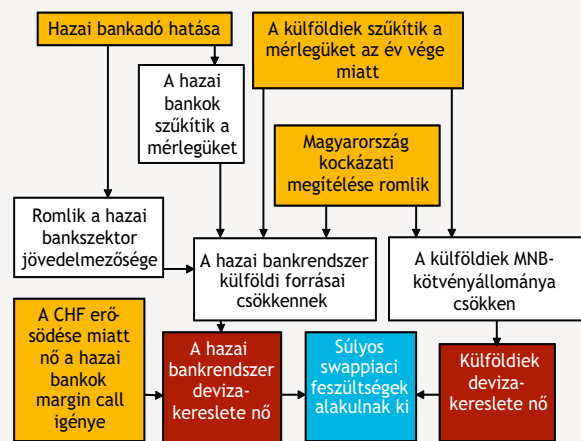 Hazai bankadó hatása
A külföldiek szűkítik a
mérlegüket az év vége
miatt
A hazai
bankok
szűkítik a
mérlegüket
Magyarország
kockázati
megítélése romlik
Romlik a hazai
bankszektor
jövedelmezősége
A hazai bankrendszer
külföldi forrásai
csökkennek
A külföldiek MNB-
kötvényállománya
csökken
A CHF erő-
södése miatt
nő a hazai
bankok
margin call
igénye
A hazai
bankrendszer
deviza-
kereslete nő
Súlyos
swappiaci
feszültségek
alakulnak ki
Külföldiek
deviza-
kereslete nő